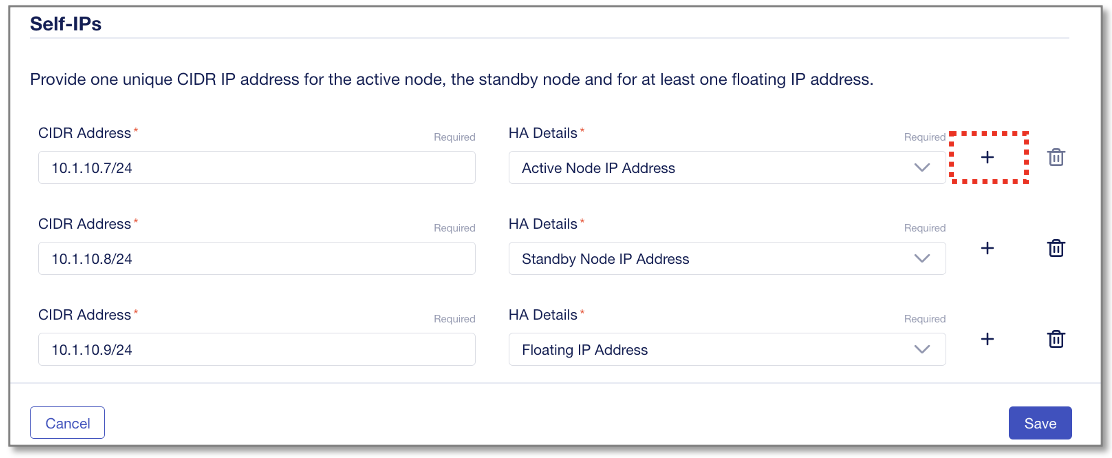 Self-IPs
Provide one unique CIDR IP address for the active node, the standby node and for at least one floating IP address.
CIDR Address* Required HA Details* Required
10.1.10.7/24 Active Node IP Address +
CIDR Address* Required HA Details* Required
10.1.10.8/24 Standby Node IP Address +
CIDR Address* Required HA Details* Required
10.1.10.9/24 Floating IP Address +
Cancel Save